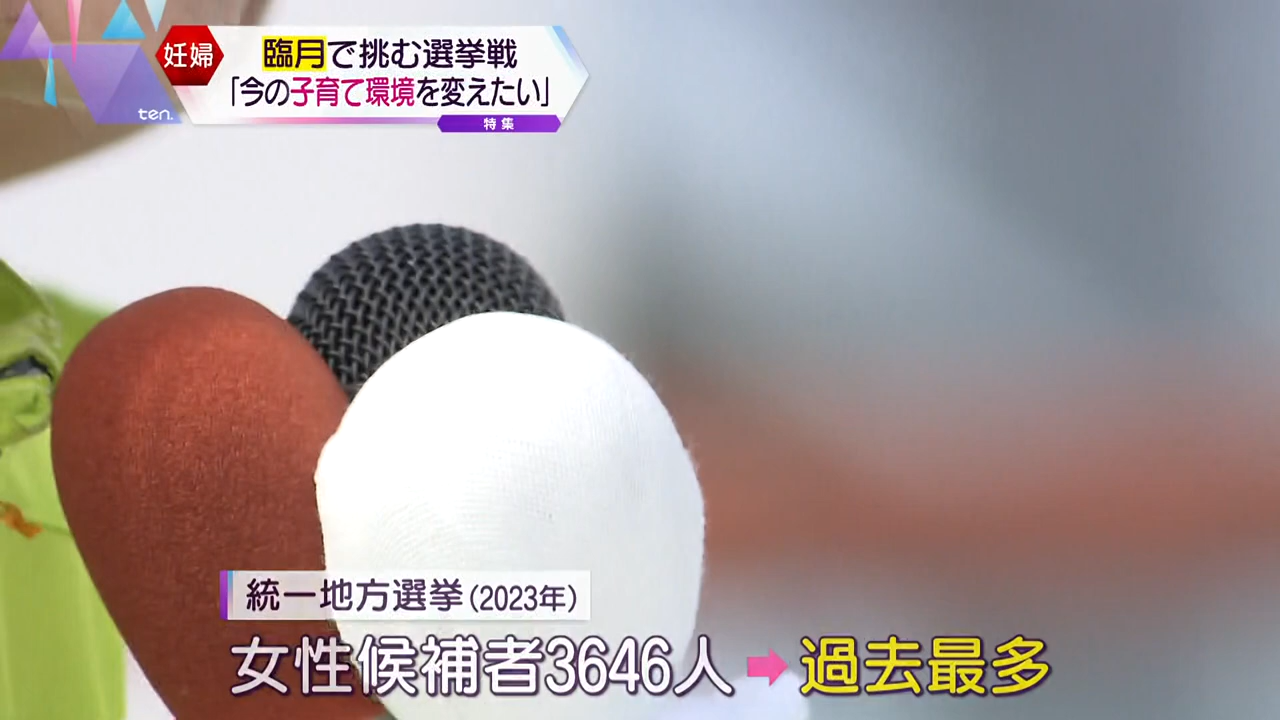 妊婦
臨月で挑む選挙戦
「今の子育て環境を変えたい」
ten.
特集
統一地方選挙(2023年)
女性候補者3646人➡過去最多